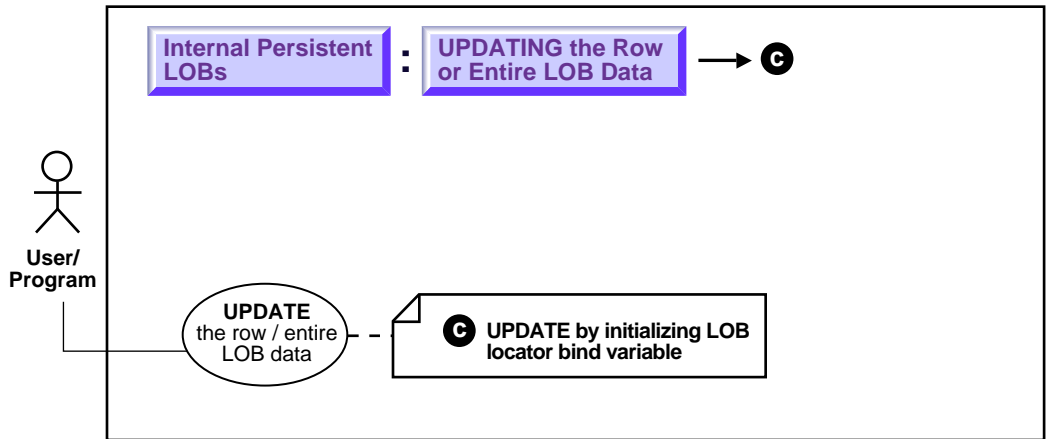 Internal Persistent
LOBs
:
UPDATING the Row
or Entire LOB Data
C
User/
Program
UPDATE
the row / entire
LOB data
C
UPDATE by initializing LOB
locator bind variable